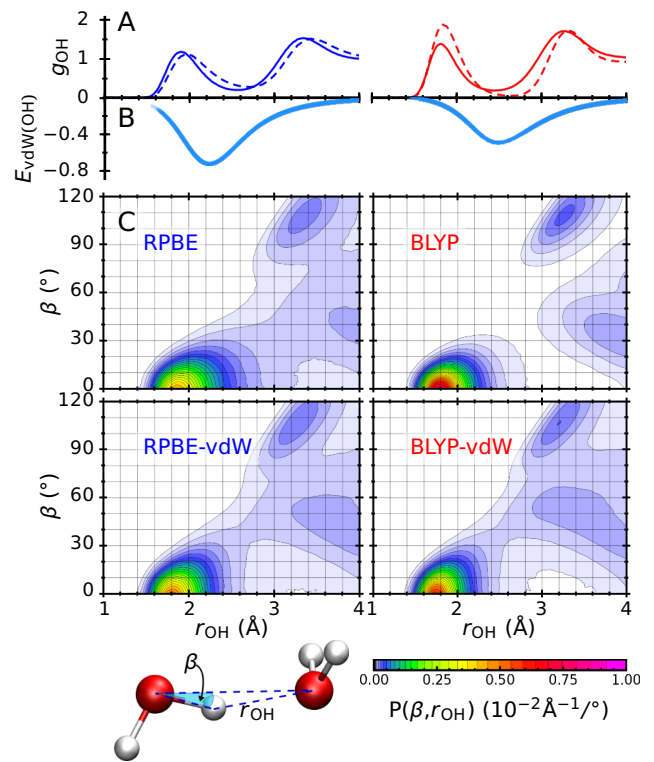 A
g_OH
2
1
0
B
E_vdW(OH)
−0.4
−0.8
C
RPBE
BLYP
β (°)
120
90
60
30
0
RPBE-vdW
BLYP-vdW
β (°)
120
90
60
30
0
1 2 3 4 1 2 3 4
r_OH (Å) r_OH (Å)
β
r_OH
0.00 0.25 0.50 0.75 1.00
P(β,r_OH) (10⁻²Å⁻¹/°)